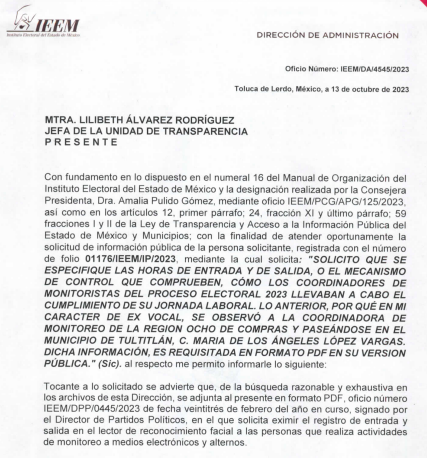 IEEM
Instituto Electoral del Estado de México
DIRECCIÓN DE ADMINISTRACIÓN
Oficio Número: IEEM/DA/4545/2023
Toluca de Lerdo, México, a 13 de octubre de 2023
MTRA. LILIBETH ÁLVAREZ RODRÍGUEZ
JEFA DE LA UNIDAD DE TRANSPARENCIA
P R E S E N T E
Con fundamento en lo dispuesto en el numeral 16 del Manual de Organización del
Instituto Electoral del Estado de México y la designación realizada por la Consejera
Presidenta, Dra. Amalia Pulido Gómez, mediante oficio IEEM/PCG/APG/125/2023,
así como en los artículos 12, primer párrafo; 24, fracción XI y último párrafo; 59
fracciones I y II de la Ley de Transparencia y Acceso a la Información Pública del
Estado de México y Municipios; con la finalidad de atender oportunamente la
solicitud de información pública de la persona solicitante, registrada con el número
de folio 01176/IEEM/IP/2023, mediante la cual solicita: "SOLICITO QUE SE
ESPECIFIQUE LAS HORAS DE ENTRADA Y DE SALIDA, O EL MECANISMO
DE CONTROL QUE COMPRUEBEN, CÓMO LOS COORDINADORES DE
MONITORISTAS DEL PROCESO ELECTORAL 2023 LLEVABAN A CABO EL
CUMPLIMIENTO DE SU JORNADA LABORAL. LO ANTERIOR, POR QUÉ EN MI
CARACTER DE EX VOCAL, SE OBSERVÓ A LA COORDINADORA DE
MONITOREO DE LA REGION OCHO DE COMPRAS Y PASEÁNDOSE EN EL
MUNICIPIO DE TULTITLÁN, C. MARIA DE LOS ÁNGELES LÓPEZ VARGAS.
DICHA INFORMACIÓN, ES REQUISITADA EN FORMATO PDF EN SU VERSIÓN
PÚBLICA." (Sic). al respecto me permito informarle lo siguiente:
Tocante a lo solicitado se advierte que, de la búsqueda razonable y exhaustiva en
los archivos de esta Dirección, se adjunta al presente en formato PDF, oficio número
IEEM/DPP/0445/2023 de fecha veintitrés de febrero del año en curso, signado por
el Director de Partidos Políticos, en el que solicita eximir el registro de entrada y
salida en el lector de reconocimiento facial a las personas que realiza actividades
de monitoreo a medios electrónicos y alternos.